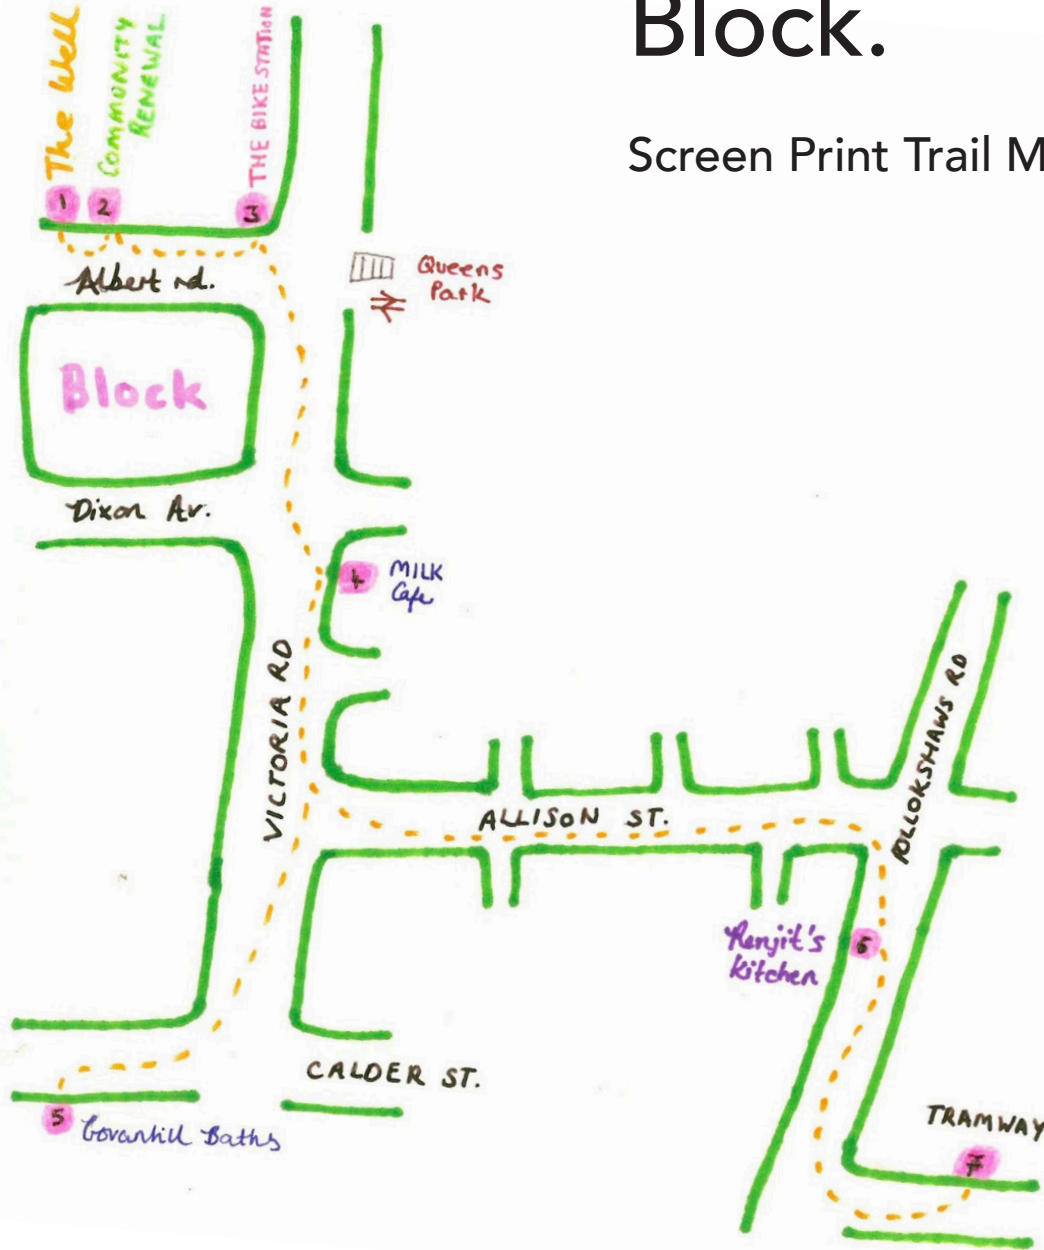 Block.
Screen Print Trail M
The Well
COMMONITY
RENEWAL
THE BIKE STATION
1
2
3
Albert rd.
Queens
Park
Block
Dixon Av.
4
MILK
Cafe
VICTORIA RD
ALLISON ST.
POLLOKSHAWS RD
Renjit's
Kitchen
6
CALDER ST.
5
Govanhill Baths
TRAMWAY
7